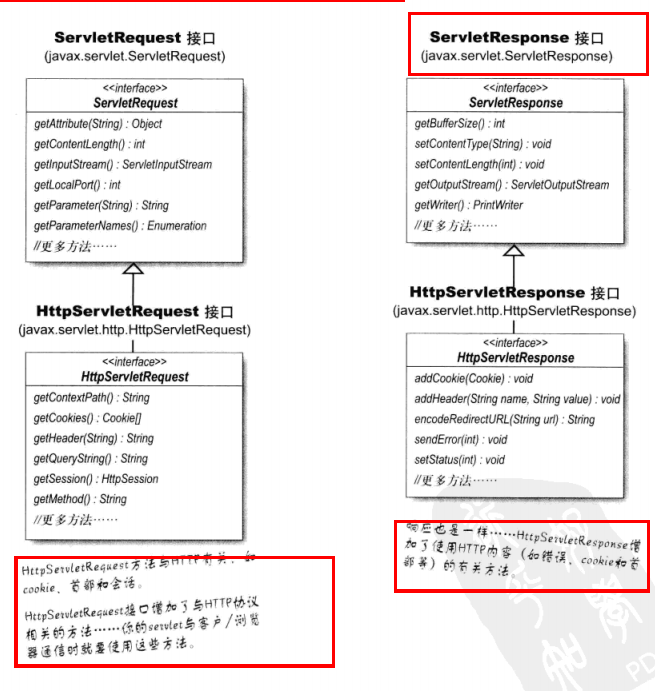 ServletRequest 接口
(javax.servlet.ServletRequest)
<<interface>>
ServletRequest
getAttribute(String) : Object
getContentLength() : int
getInputStream() : ServletInputStream
getLocalPort() : int
getParameter(String) : String
getParameterNames() : Enumeration
//更多方法……
HttpServletRequest 接口
(javax.servlet.http.HttpServletRequest)
<<interface>>
HttpServletRequest
getContextPath() : String
getCookies() : Cookie[]
getHeader(String) : String
getQueryString() : String
getSession() : HttpSession
getMethod() : String
//更多方法……
HttpServletRequest方法与HTTP有关，如
cookie、首部和会话。
HttpServletRequest接口增加了与HTTP协议
相关的方法……你的servlet与客户/浏览
器通信时就要使用这些方法。
ServletResponse 接口
(javax.servlet.ServletResponse)
<<interface>>
ServletResponse
getBufferSize() : int
setContentType(String) : void
setContentLength(int) : void
getOutputStream() : ServletOutputStream
getWriter() : PrintWriter
//更多方法……
HttpServletResponse 接口
(javax.servlet.http.HttpServletResponse)
<<interface>>
HttpServletResponse
addCookie(Cookie) : void
addHeader(String name, String value) : void
encodeRedirectURL(String url) : String
sendError(int) : void
setStatus(int) : void
//更多方法……
响应也是一样……HttpServletResponse增
加了使用HTTP内容（如错误、cookie和首
部等）的有关方法。
PD